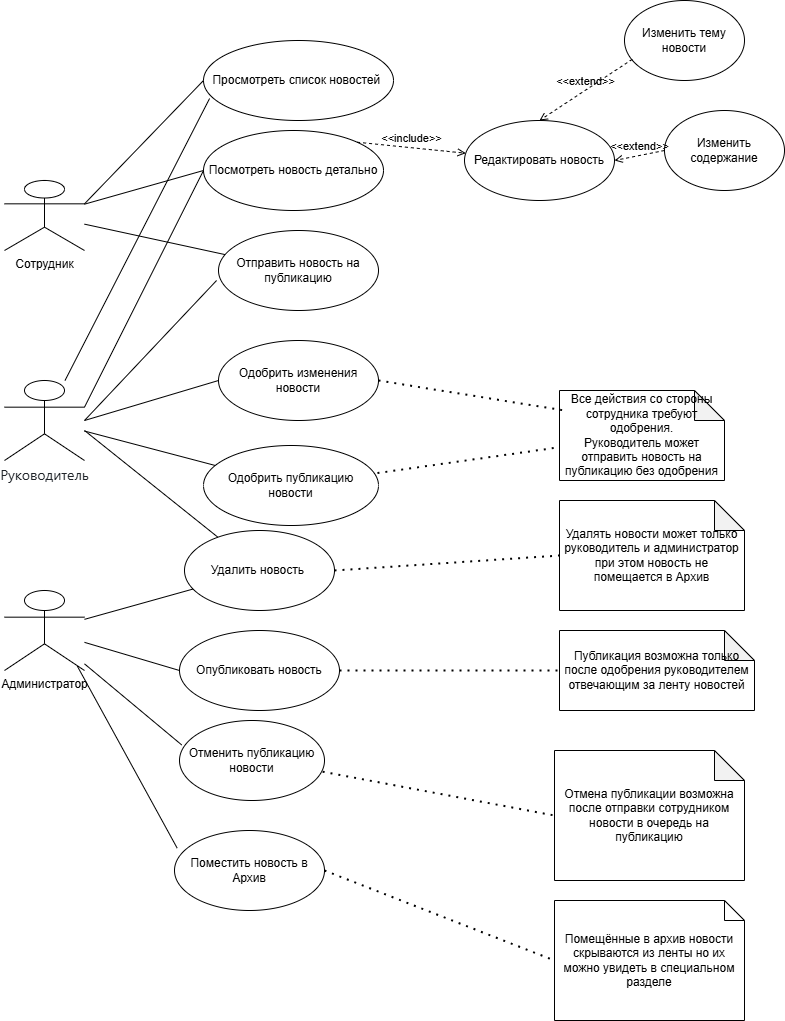 Изменить тему
новости
<<extend>>
Просмотреть список новостей
<<include>>
Редактировать новость
<<extend>>
Изменить
содержание
Посмотреть новость детально
Сотрудник
Отправить новость на
публикацию
Одобрить изменения
новости
Все действия со стороны
сотрудника требуют
одобрения.
Руководитель может
отправить новость на
публикацию без одобрения
Руководитель
Одобрить публикацию
новости
Удалить новость
Удалять новости может только
руководитель и администратор
при этом новость не
помещается в Архив
Администратор
Опубликовать новость
Публикация возможна только
после одобрения руководителем
отвечающим за ленту новостей
Отменить публикацию
новости
Отмена публикации возможна
после отправки сотрудником
новости в очередь на
публикацию
Поместить новость в
Архив
Помещённые в архив новости
скрываются из ленты но их
можно увидеть в специальном
разделе